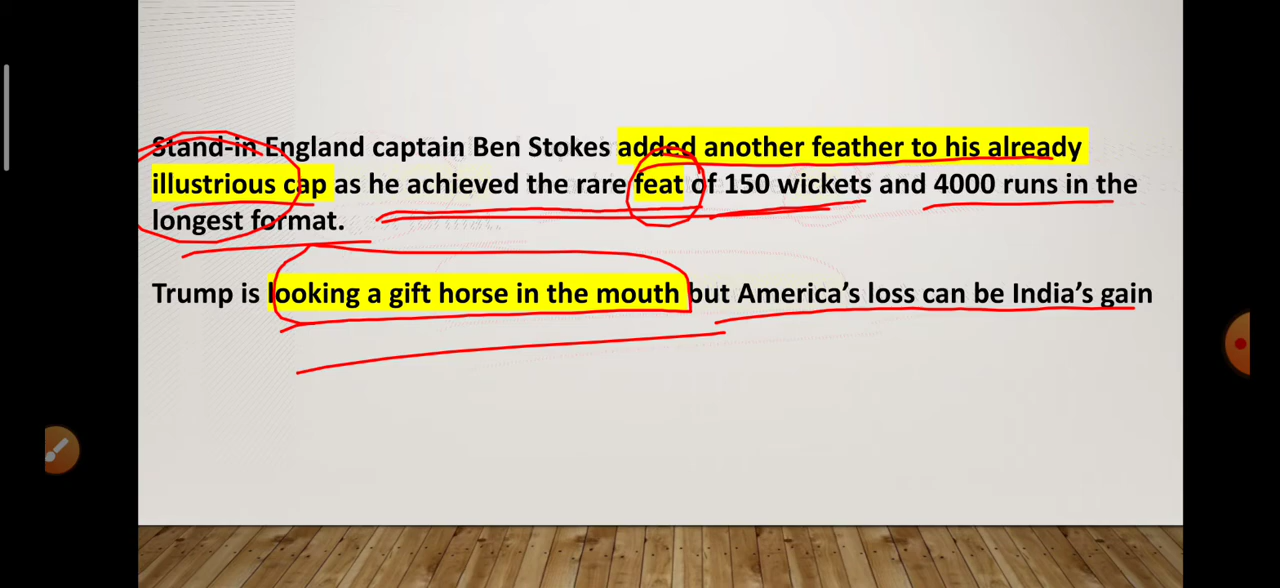 Stand-in England captain Ben Stokes added another feather to his already
illustrious cap as he achieved the rare feat of 150 wickets and 4000 runs in the
longest format.
Trump is looking a gift horse in the mouth but America's loss can be India's gain